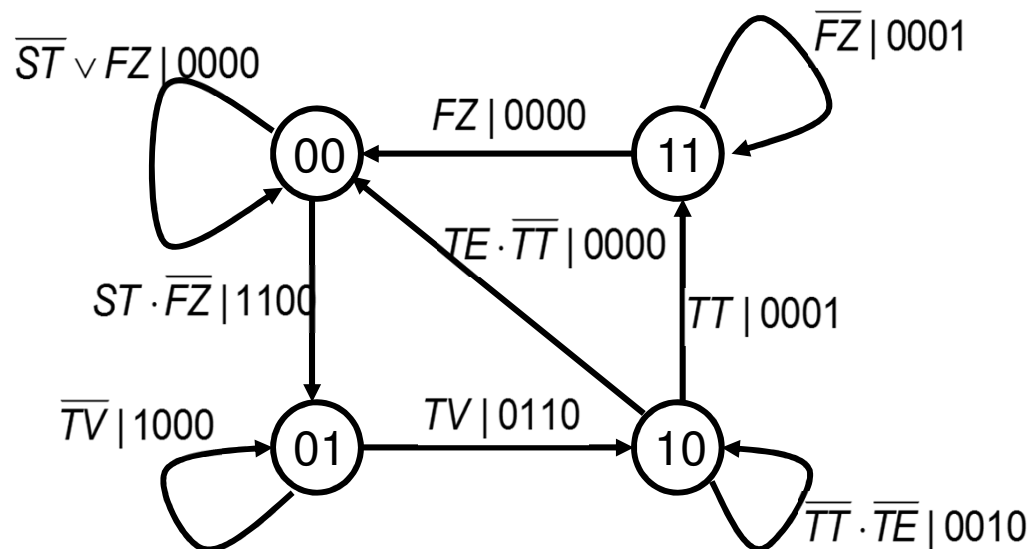 F̅Z̅ | 0001
S̅T̅ ∨ FZ | 0000
FZ | 0000
00
11
TE · T̅T̅ | 0000
ST · F̅Z̅ | 1100
TT | 0001
T̅V̅ | 1000
TV | 0110
01
10
T̅T̅ · T̅E̅ | 0010